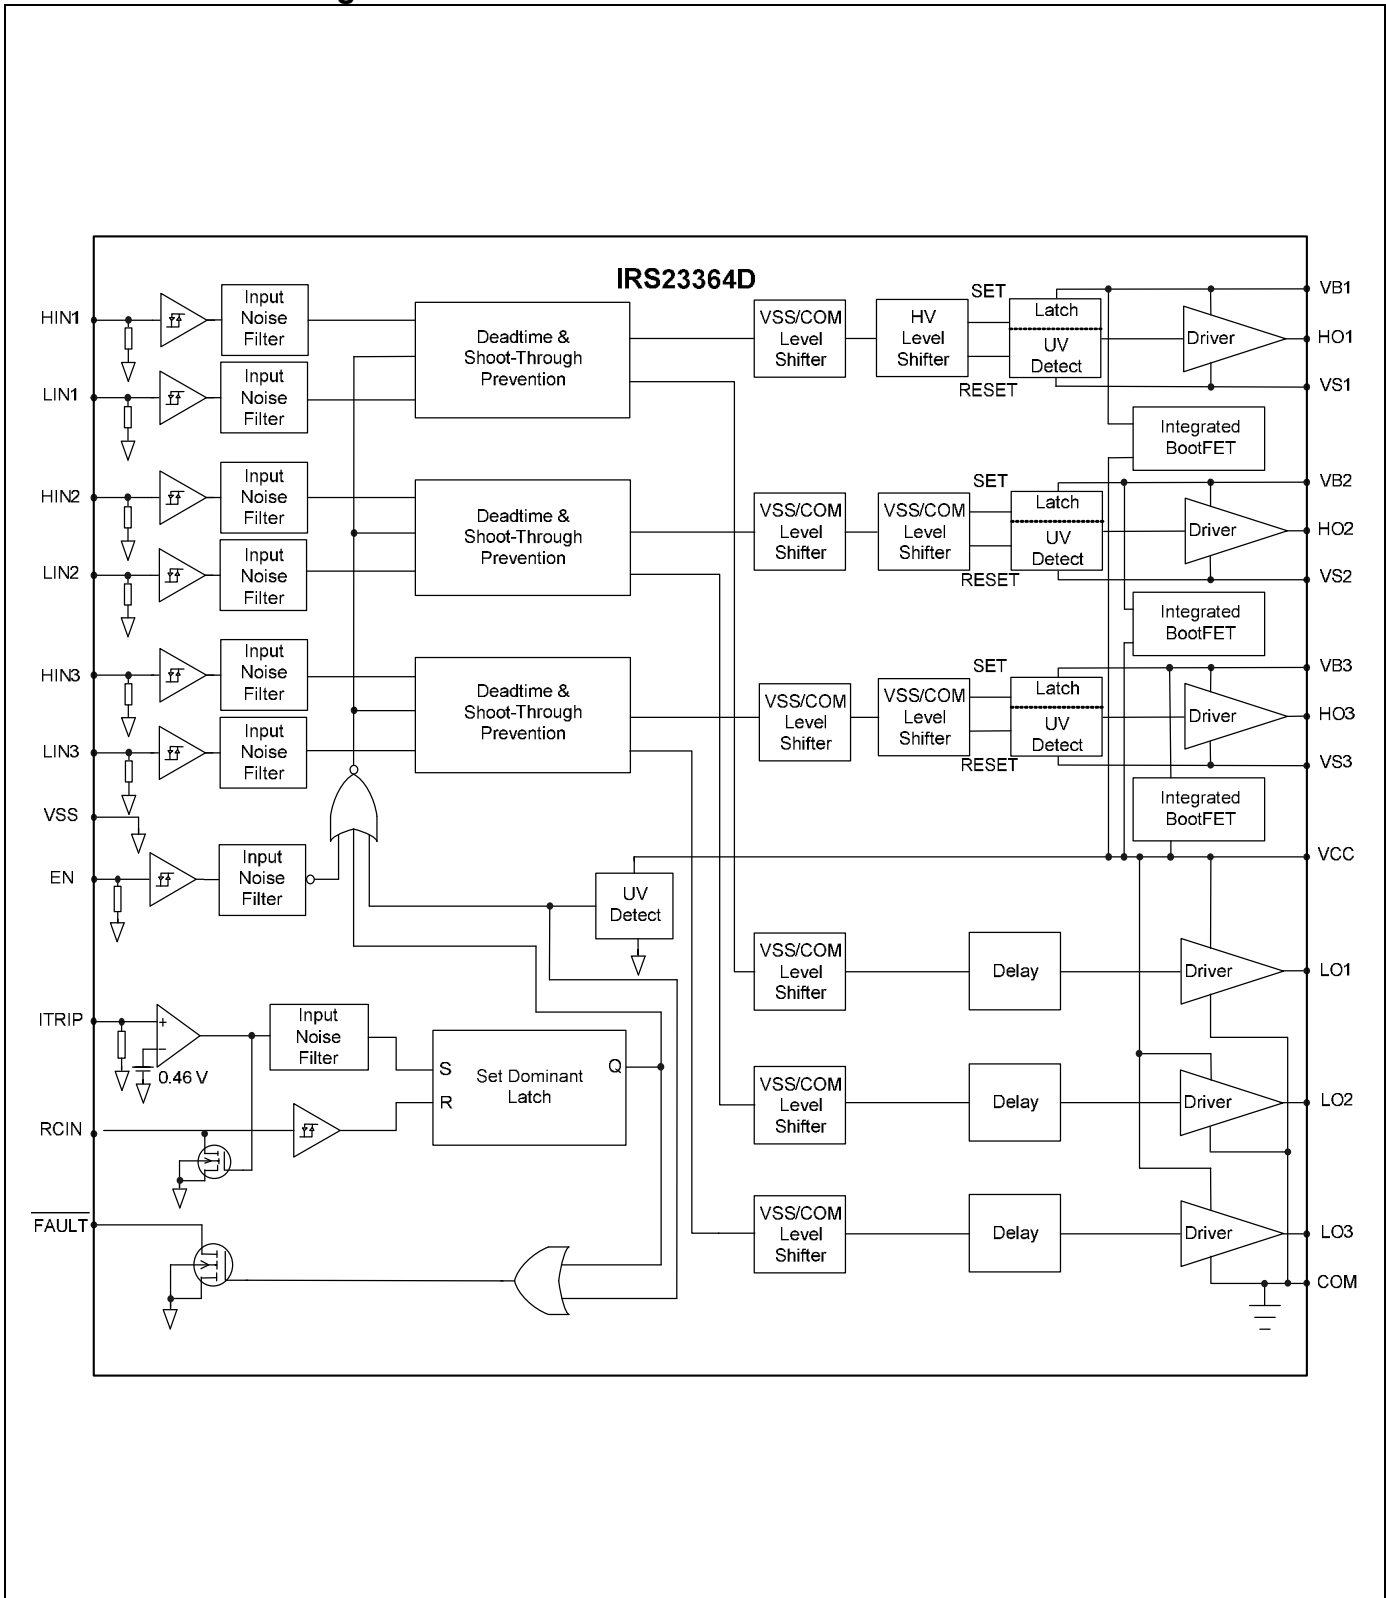 IRS23364D
HIN1
Input
Noise
Filter
LIN1
Input
Noise
Filter
Deadtime &
Shoot-Through
Prevention
VSS/COM
Level
Shifter
HV
Level
Shifter
SET
RESET
Latch
UV
Detect
Driver
VB1
HO1
VS1
Integrated
BootFET
HIN2
Input
Noise
Filter
LIN2
Input
Noise
Filter
Deadtime &
Shoot-Through
Prevention
VSS/COM
Level
Shifter
VSS/COM
Level
Shifter
SET
RESET
Latch
UV
Detect
Driver
VB2
HO2
VS2
Integrated
BootFET
HIN3
Input
Noise
Filter
LIN3
Input
Noise
Filter
Deadtime &
Shoot-Through
Prevention
VSS/COM
Level
Shifter
VSS/COM
Level
Shifter
SET
RESET
Latch
UV
Detect
Driver
VB3
HO3
VS3
Integrated
BootFET
VSS
EN
Input
Noise
Filter
UV
Detect
VCC
VSS/COM
Level
Shifter
Delay
Driver
LO1
ITRIP
+
−
0.46 V
Input
Noise
Filter
S
R
Q
Set Dominant
Latch
VSS/COM
Level
Shifter
Delay
Driver
LO2
RCIN
FAULT
VSS/COM
Level
Shifter
Delay
Driver
LO3
COM